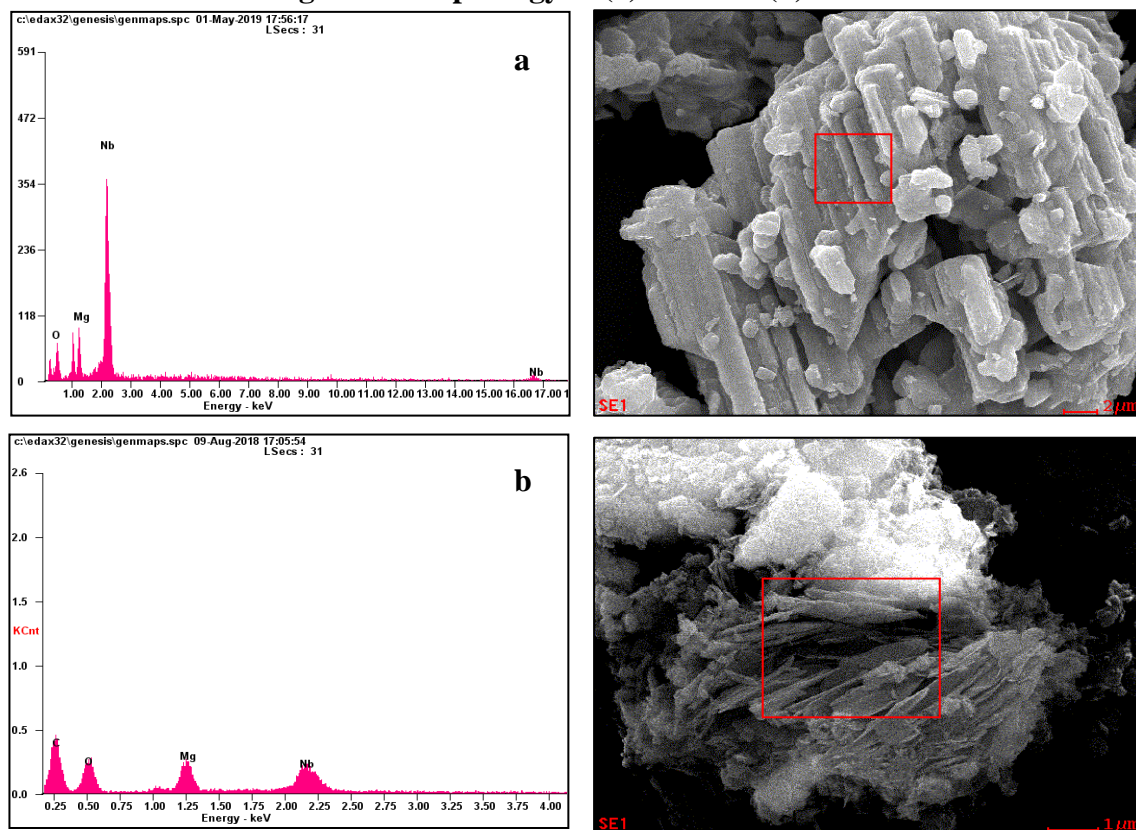 c:\edax32\genesis\genmaps.spc 01-May-2019 17:56:17
LSecs : 31
a
591
472
354
236
118
0
O
Mg
Nb
Nb
1.00 2.00 3.00 4.00 5.00 6.00 7.00 8.00 9.00 10.00 11.00 12.00 13.00 14.00 15.00 16.00 17.00 1
Energy - keV
SE1
2μm
c:\edax32\genesis\genmaps.spc 09-Aug-2018 17:05:54
LSecs : 31
b
2.6
2.0
1.5
KCnt
1.0
0.5
0.0
C
O
Mg
Nb
0.25 0.50 0.75 1.00 1.25 1.50 1.75 2.00 2.25 2.50 2.75 3.00 3.25 3.50 3.75 4.00
Energy - keV
SE1
1μm